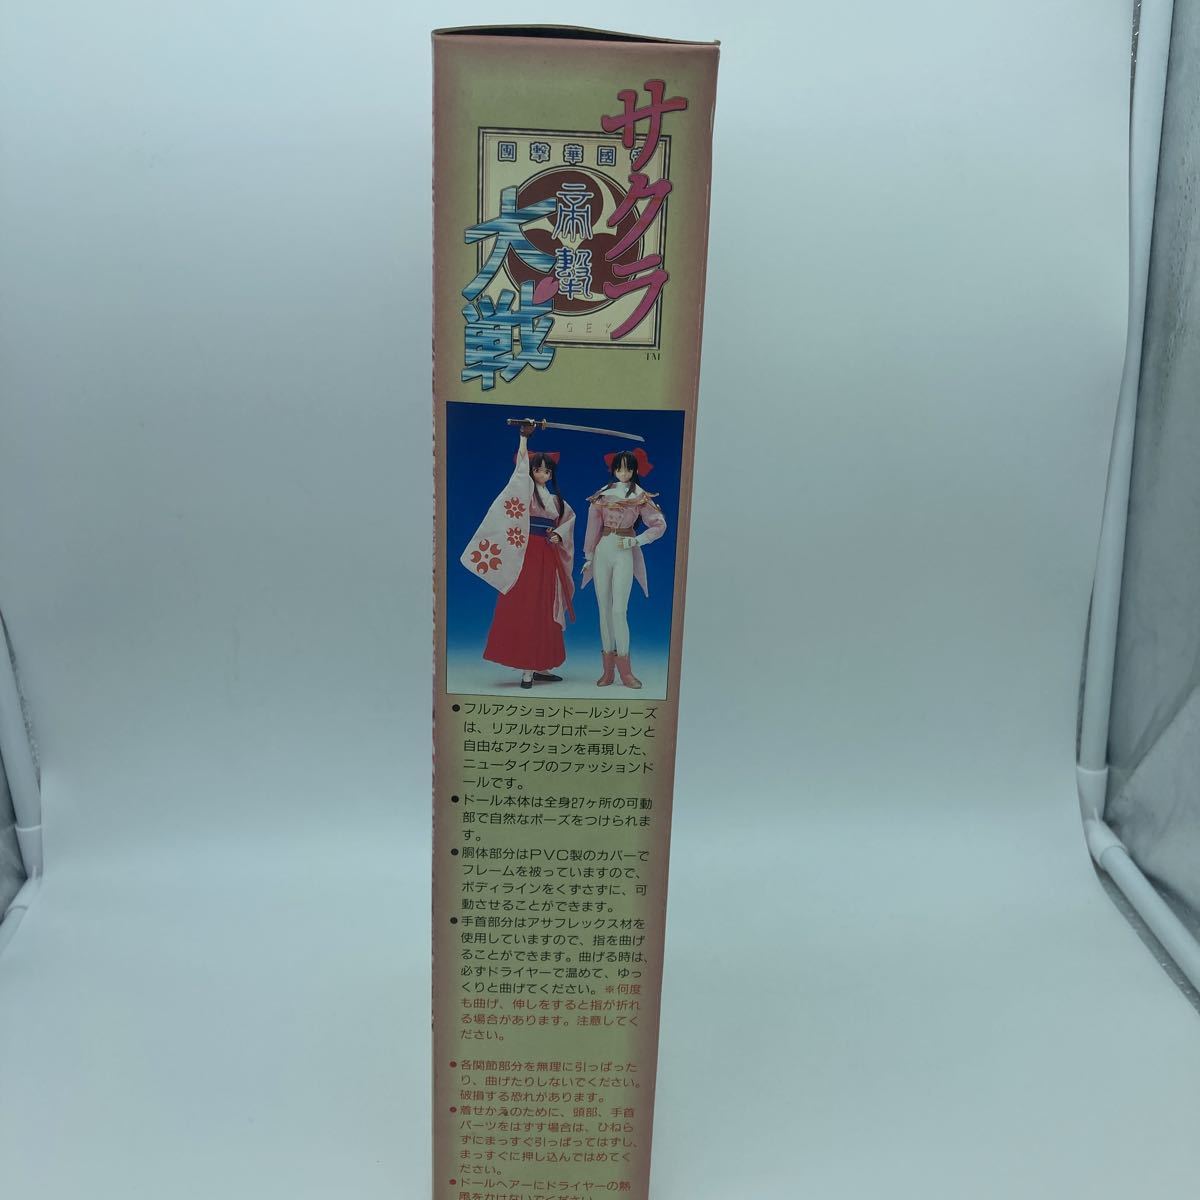 サクラ
大戦
帝國華擊團
帝撃
GEY
TM
●フルアクションドールシリーズ
は、リアルなプロポーションと
自由なアクションを再現した、
ニュータイプのファッションド
ールです。
●ドール本体は全身27ヶ所の可動
部で自然なポーズをつけられま
す。
●胴体部分はPVC製のカバーで
フレームを被っていますので、
ボディラインをくずさずに、可
動させることができます。
●手首部分はアサフレックス材を
使用していますので、指を曲げ
ることができます。曲げる時は、
必ずドライヤーで温めて、ゆっ
くりと曲げてください。※何度
も曲げ、伸しをすると指が折れ
る場合があります。注意してく
ださい。
●各関節部分を無理に引っぱった
り、曲げたりしないでください。
破損する恐れがあります。
●着せかえのために、頭部、手首
パーツをはずす場合は、ひねら
ずにまっすぐ引っぱってはずし、
まっすぐに押し込んではめてく
ださい。
●ドールヘアーにドライヤーの熱
風をかけないでください。